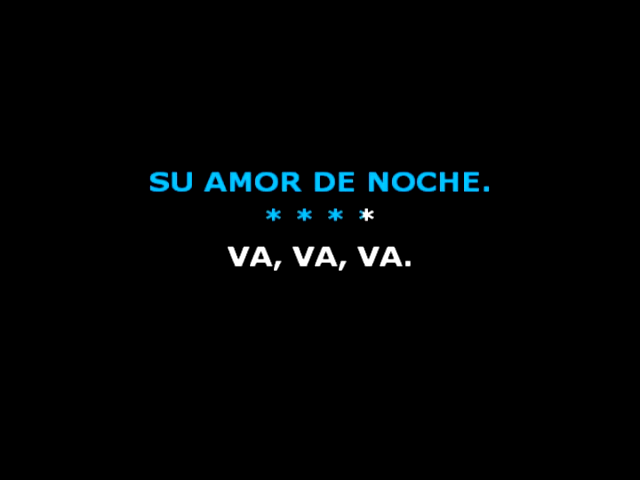 SU AMOR DE NOCHE.
* * * *
VA, VA, VA.